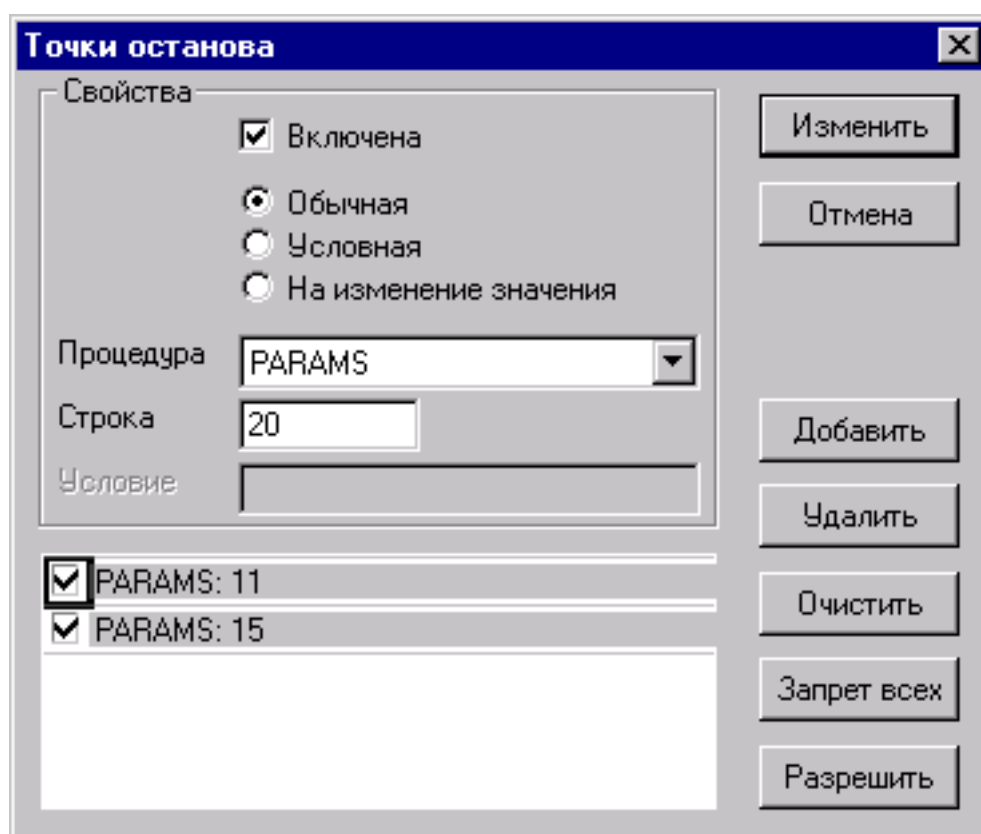 Точки останова
Свойства
Включена
Изменить
Обычная
Отмена
Условная
На изменение значения
Процедура PARAMS
Строка 20
Добавить
Условие
Удалить
PARAMS: 11
Очистить
PARAMS: 15
Запрет всех
Разрешить